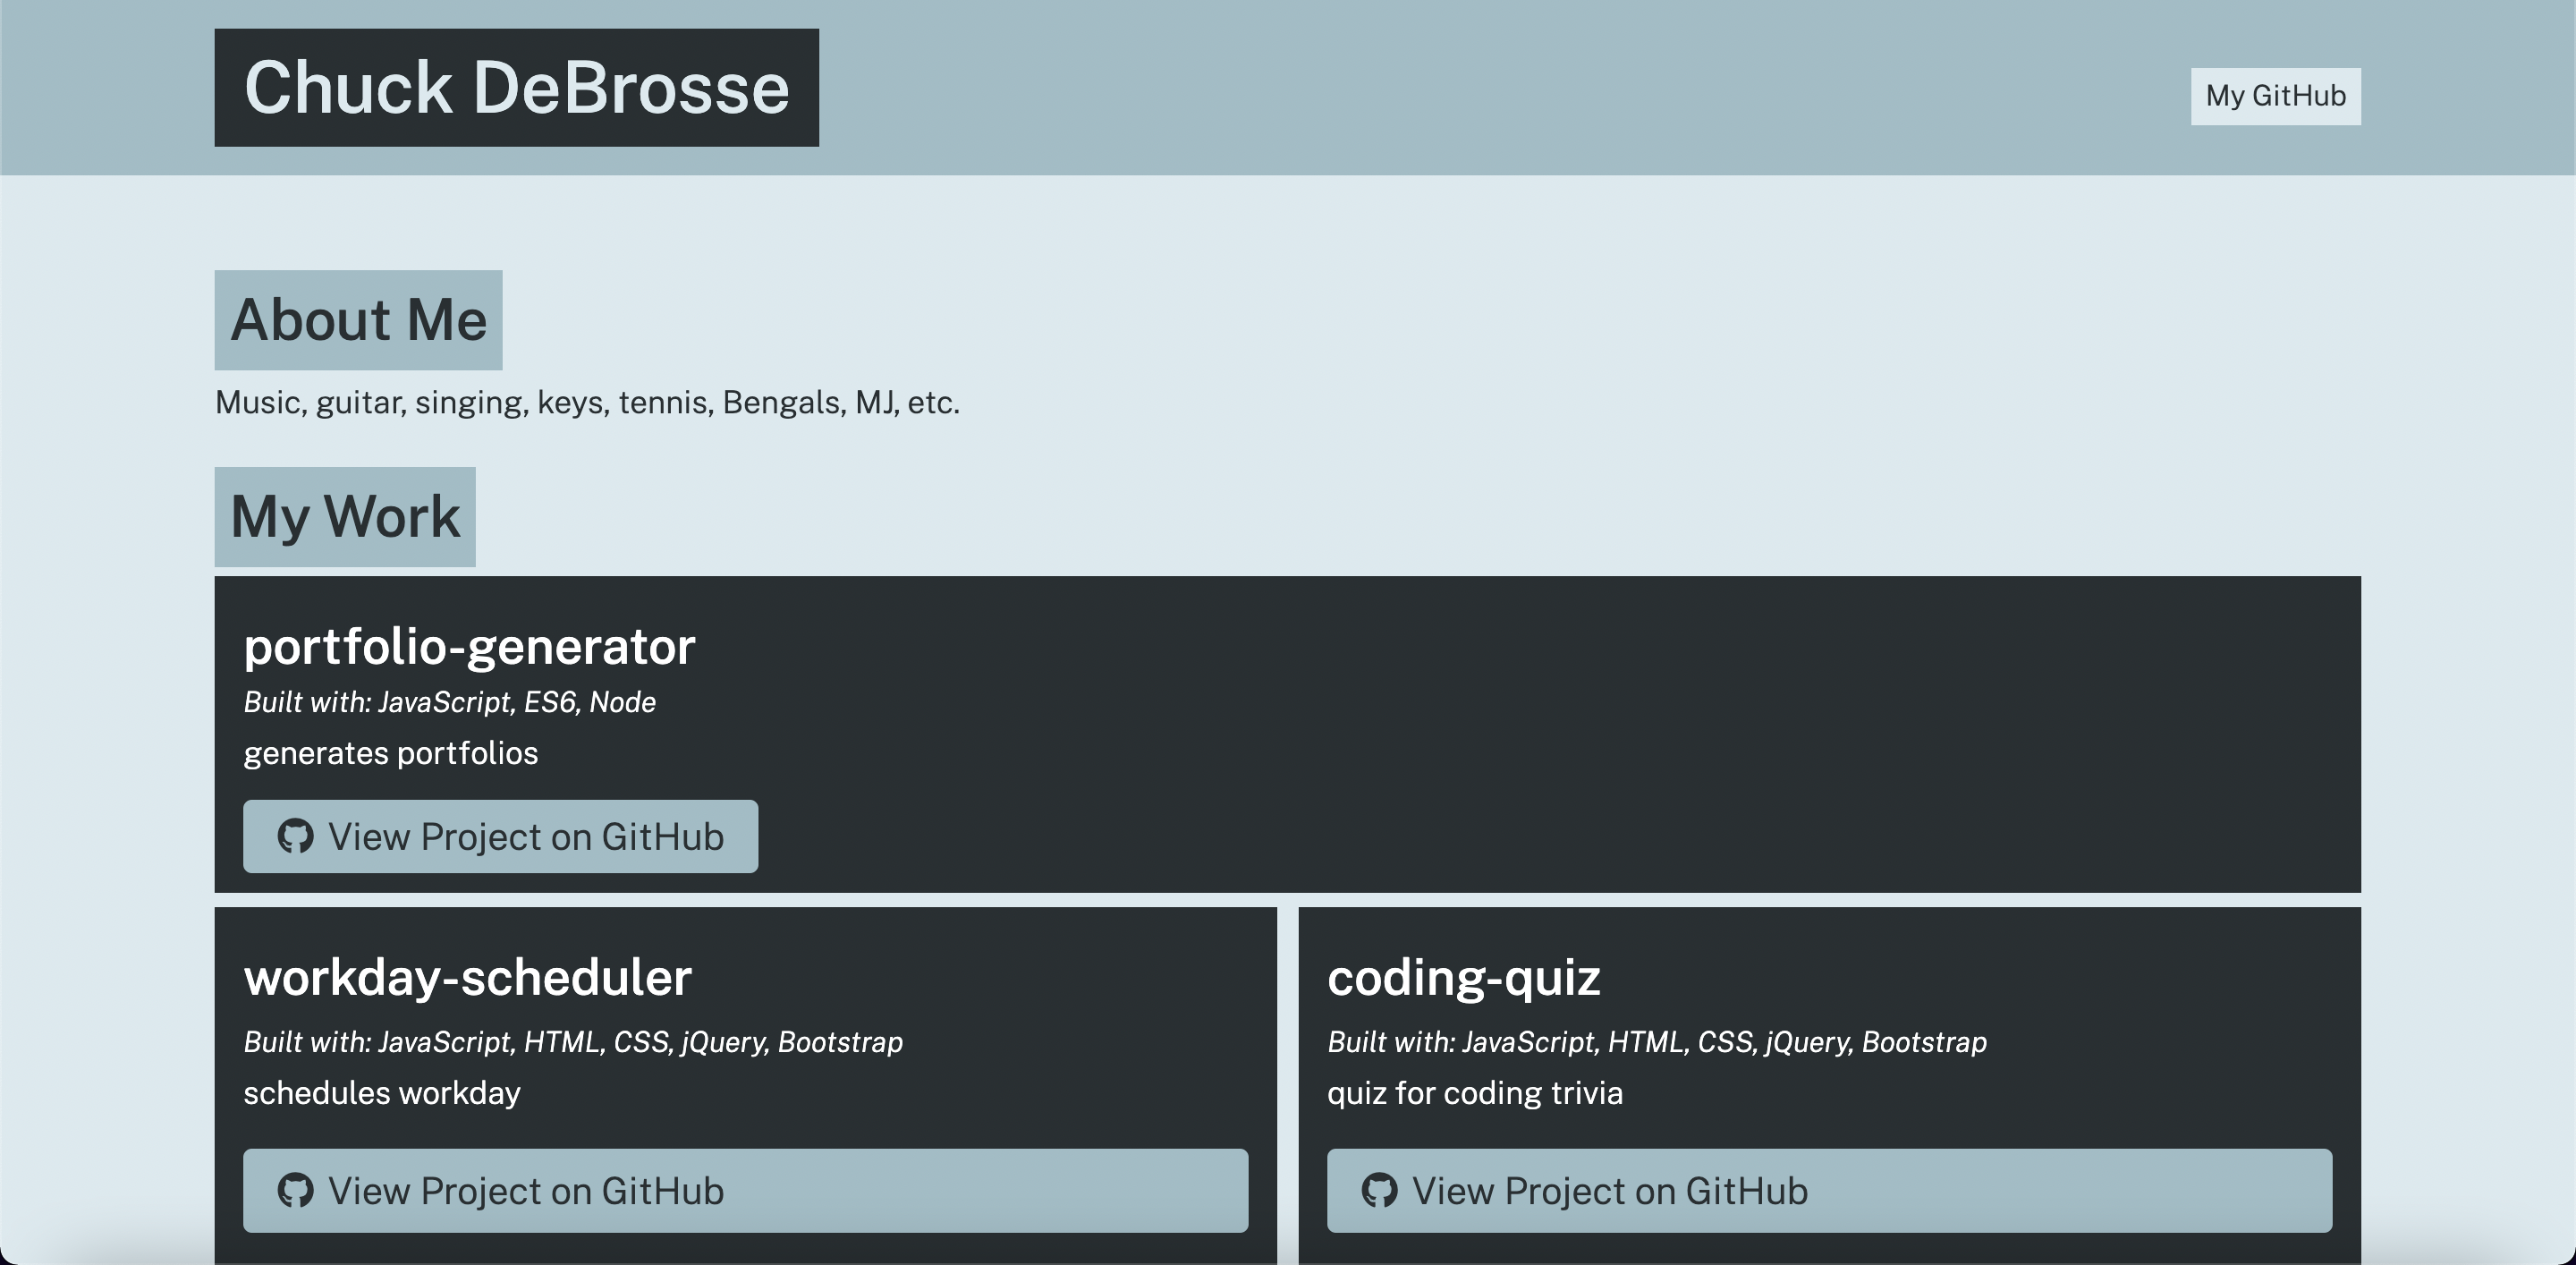 Chuck DeBrosse
My GitHub
About Me
Music, guitar, singing, keys, tennis, Bengals, MJ, etc.
My Work
portfolio-generator
Built with: JavaScript, ES6, Node
generates portfolios
View Project on GitHub
workday-scheduler
Built with: JavaScript, HTML, CSS, jQuery, Bootstrap
schedules workday
View Project on GitHub
coding-quiz
Built with: JavaScript, HTML, CSS, jQuery, Bootstrap
quiz for coding trivia
View Project on GitHub